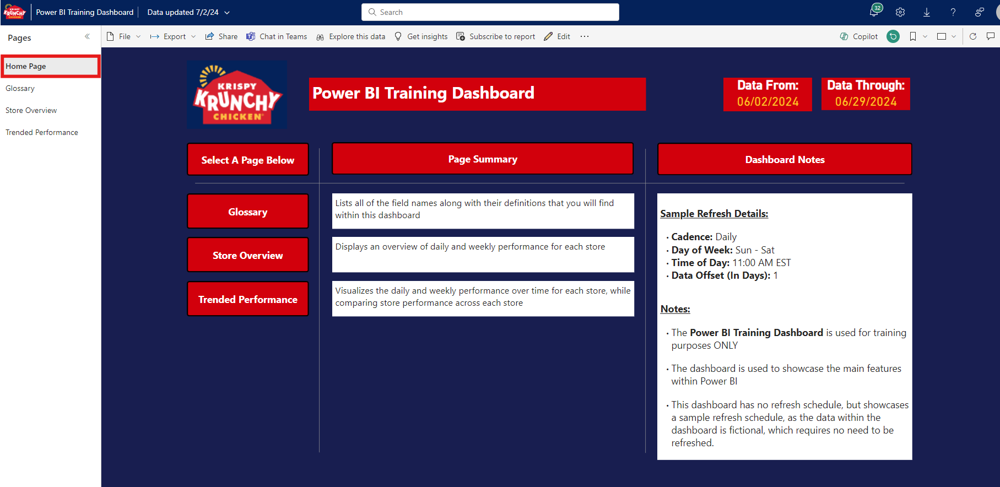 KRISPY
KRUNCHY
CHICKEN
Power BI Training Dashboard
Data updated 7/2/24
Search
32
?
Pages
File
Export
Share
Chat in Teams
Explore this data
Get insights
Subscribe to report
Edit
...
Copilot
Home Page
Glossary
Store Overview
Trended Performance
KRISPY
KRUNCHY
CHICKEN
Power BI Training Dashboard
Data From:
06/02/2024
Data Through:
06/29/2024
Select A Page Below
Page Summary
Dashboard Notes
Glossary
Lists all of the field names along with their definitions that you will find
within this dashboard
Store Overview
Displays an overview of daily and weekly performance for each store
Trended Performance
Visualizes the daily and weekly performance over time for each store, while
comparing store performance across each store
Sample Refresh Details:
• Cadence: Daily
• Day of Week: Sun - Sat
• Time of Day: 11:00 AM EST
• Data Offset (In Days): 1
Notes:
• The Power BI Training Dashboard is used for training
purposes ONLY
• The dashboard is used to showcase the main features
within Power BI
• This dashboard has no refresh schedule, but showcases
a sample refresh schedule, as the data within the
dashboard is fictional, which requires no need to be
refreshed.